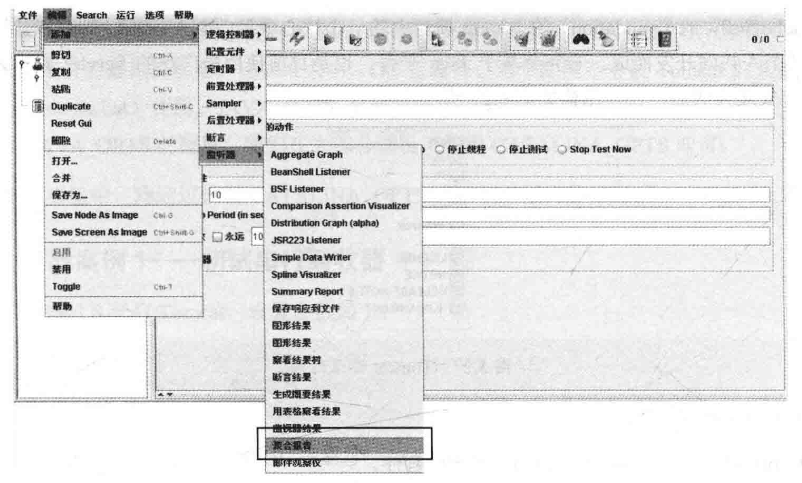 文件 编辑 Search 运行 选项 帮助
添加
剪切 Ctrl-X
复制 Ctrl-C
粘贴 Ctrl-V
Duplicate Ctrl+Shift-C
Reset Gui
删除 Delete
打开...
合并
保存为...
Save Node As Image Ctrl-G
Save Screen As Image Ctrl+Shift-G
启用
禁用
Toggle Ctrl-T
帮助
逻辑控制器
配置元件
定时器
前置处理器
Sampler
后置处理器
断言
监听器
0/0
的动作
停止线程 停止测试 Stop Test Now
10
Period (in sec
永远 10
器
Aggregate Graph
BeanShell Listener
BSF Listener
Comparison Assertion Visualizer
Distribution Graph (alpha)
JSR223 Listener
Simple Data Writer
Spline Visualizer
Summary Report
保存响应到文件
图形结果
图形结果
察看结果树
断言结果
生成概要结果
用表格察看结果
监视器结果
聚合报告
邮件观察仪